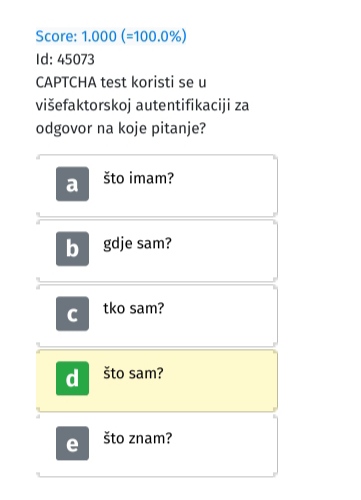 Score: 1.000 (=100.0%)
Id: 45073
CAPTCHA test koristi se u
višefaktorskoj autentifikaciji za
odgovor na koje pitanje?
a što imam?
b gdje sam?
c tko sam?
d što sam?
e što znam?